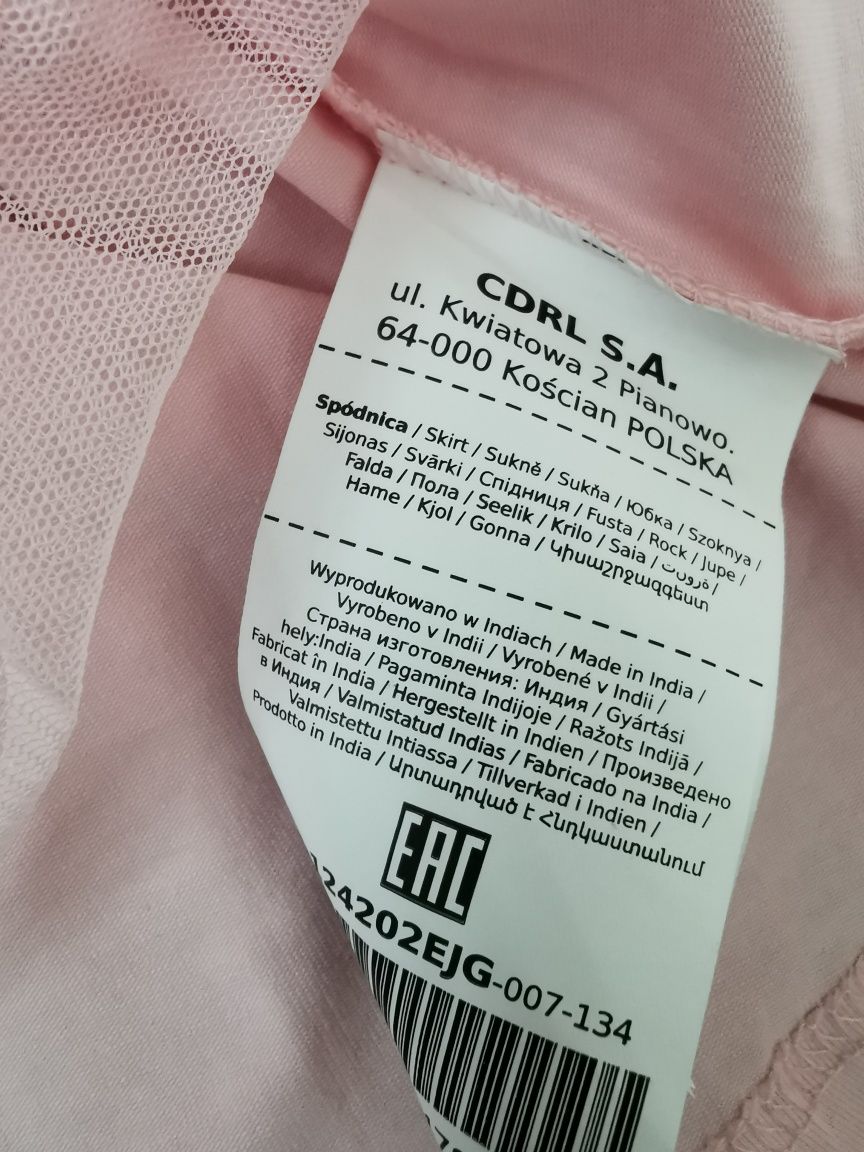 CDRL S.A.
ul. Kwiatowa 2 Pianowo.
64-000 Kościan POLSKA
Spódnica / Skirt / Sukně / Sukňa / Юбка / Szoknya /
Sijonas / Svārki / Спідниця / Fusta / Rock / Jupe /
Falda / Пола / Seelik / Krilo / Saia / /
Hame / Kjol / Gonna / Կիսաշրջազգեստ
Wyprodukowano w Indiach / Made in India /
Vyrobeno v Indii / Vyrobené v Indii /
Страна изготовления: Индия / Gyártási
hely:India / Pagaminta Indijoje / Ražots Indijā /
Fabricat în India / Hergestellt in Indien / Произведено
в Индия / Valmistatud Indias / Fabricado na India /
Valmistettu Intiassa / Tillverkad i Indien /
Prodotto in India / Արտադրված է Հնդկաստանում
EAC
124202EJG-007-134